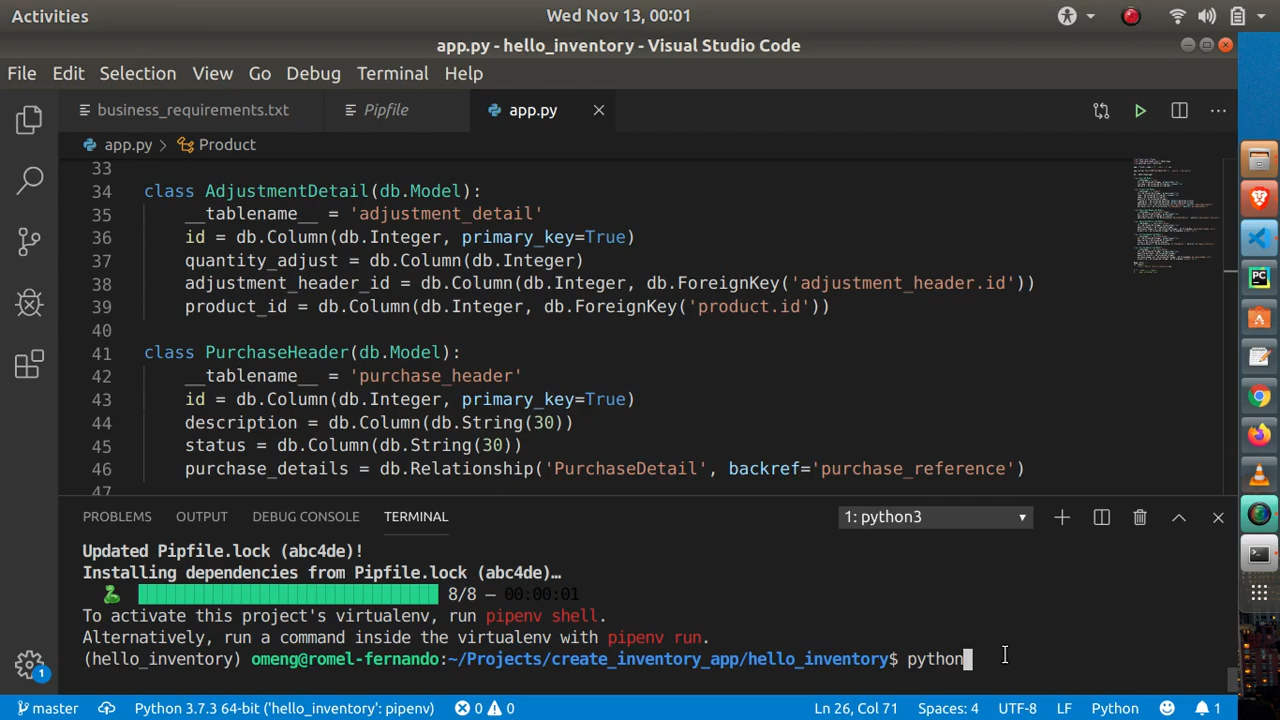 Activities
Wed Nov 13, 00:01
app.py - hello_inventory - Visual Studio Code
File Edit Selection View Go Debug Terminal Help
business_requirements.txt Pipfile app.py
app.py > Product
33
34 class AdjustmentDetail(db.Model):
35 __tablename__ = 'adjustment_detail'
36 id = db.Column(db.Integer, primary_key=True)
37 quantity_adjust = db.Column(db.Integer)
38 adjustment_header_id = db.Column(db.Integer, db.ForeignKey('adjustment_header.id'))
39 product_id = db.Column(db.Integer, db.ForeignKey('product.id'))
40
41 class PurchaseHeader(db.Model):
42 __tablename__ = 'purchase_header'
43 id = db.Column(db.Integer, primary_key=True)
44 description = db.Column(db.String(30))
45 status = db.Column(db.String(30))
46 purchase_details = db.Relationship('PurchaseDetail', backref='purchase_reference')
47
PROBLEMS OUTPUT DEBUG CONSOLE TERMINAL 1: python3
Updated Pipfile.lock (abc4de)!
Installing dependencies from Pipfile.lock (abc4de)…
8/8 — 00:00:01
To activate this project's virtualenv, run pipenv shell.
Alternatively, run a command inside the virtualenv with pipenv run.
(hello_inventory) omeng@romel-fernando:~/Projects/create_inventory_app/hello_inventory$ python
1
master Python 3.7.3 64-bit ('hello_inventory': pipenv) 0 0 Ln 26, Col 71 Spaces: 4 UTF-8 LF Python 1